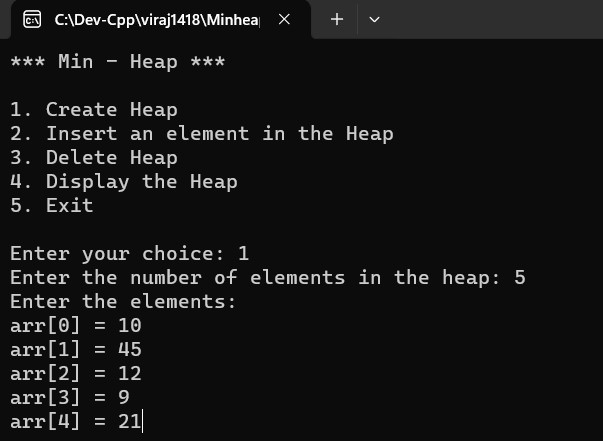 C:\Dev-Cpp\viraj1418\Minhea
*** Min - Heap ***
1. Create Heap
2. Insert an element in the Heap
3. Delete Heap
4. Display the Heap
5. Exit
Enter your choice: 1
Enter the number of elements in the heap: 5
Enter the elements:
arr[0] = 10
arr[1] = 45
arr[2] = 12
arr[3] = 9
arr[4] = 21